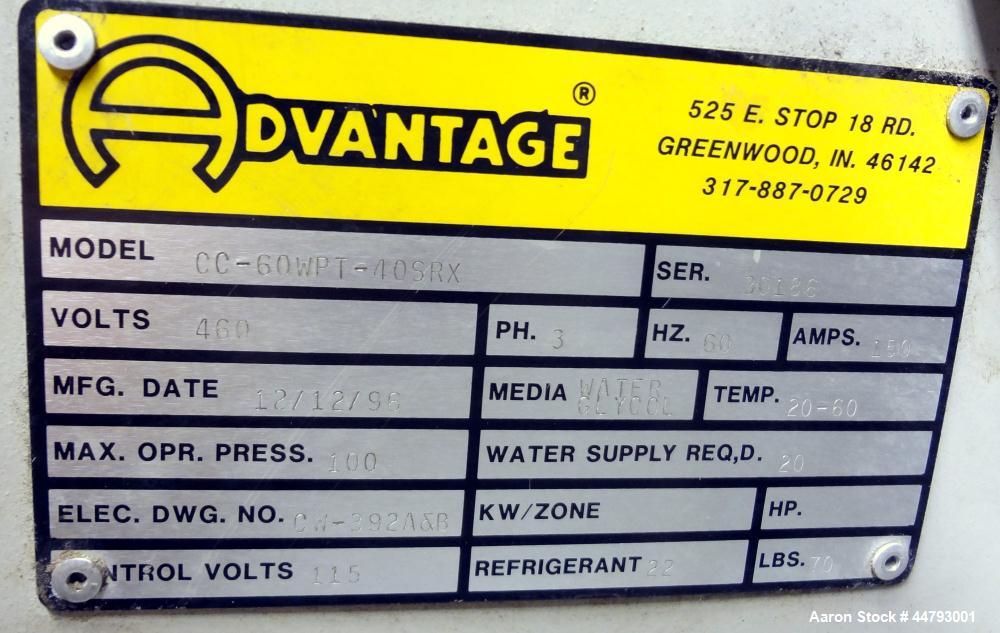 ADVANTAGE ®
525 E. STOP 18 RD.
GREENWOOD, IN. 46142
317-887-0729
MODEL CC-60WPT-40SRX SER. 30186
VOLTS 460 PH. 3 HZ. 60 AMPS. 150
MFG. DATE 12/12/96 MEDIA WATER GLYCOL TEMP. 20-60
MAX. OPR. PRESS. 100 WATER SUPPLY REQ,D. 20
ELEC. DWG. NO. CW-392A&B KW/ZONE HP.
NTROL VOLTS 115 REFRIGERANT 22 LBS. 70
Aaron Stock # 44793001